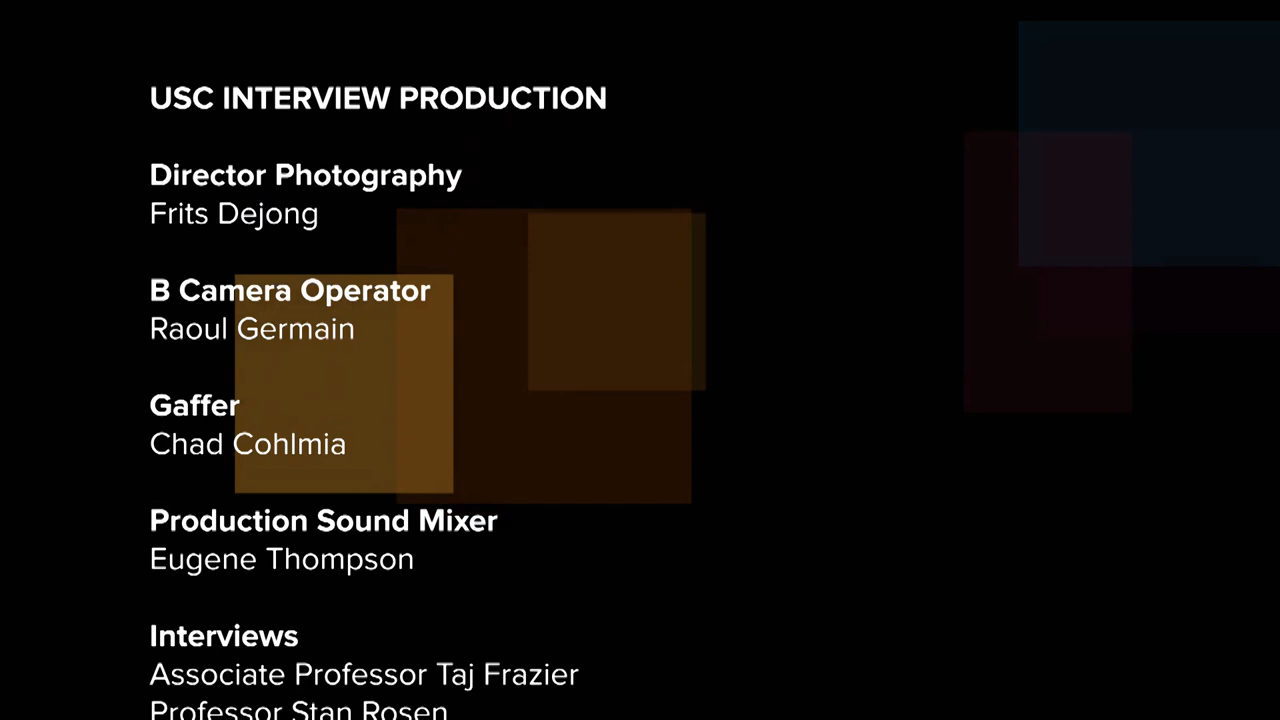 USC INTERVIEW PRODUCTION
Director Photography
Frits Dejong
B Camera Operator
Raoul Germain
Gaffer
Chad Cohlmia
Production Sound Mixer
Eugene Thompson
Interviews
Associate Professor Taj Frazier
Professor Stan Rosen